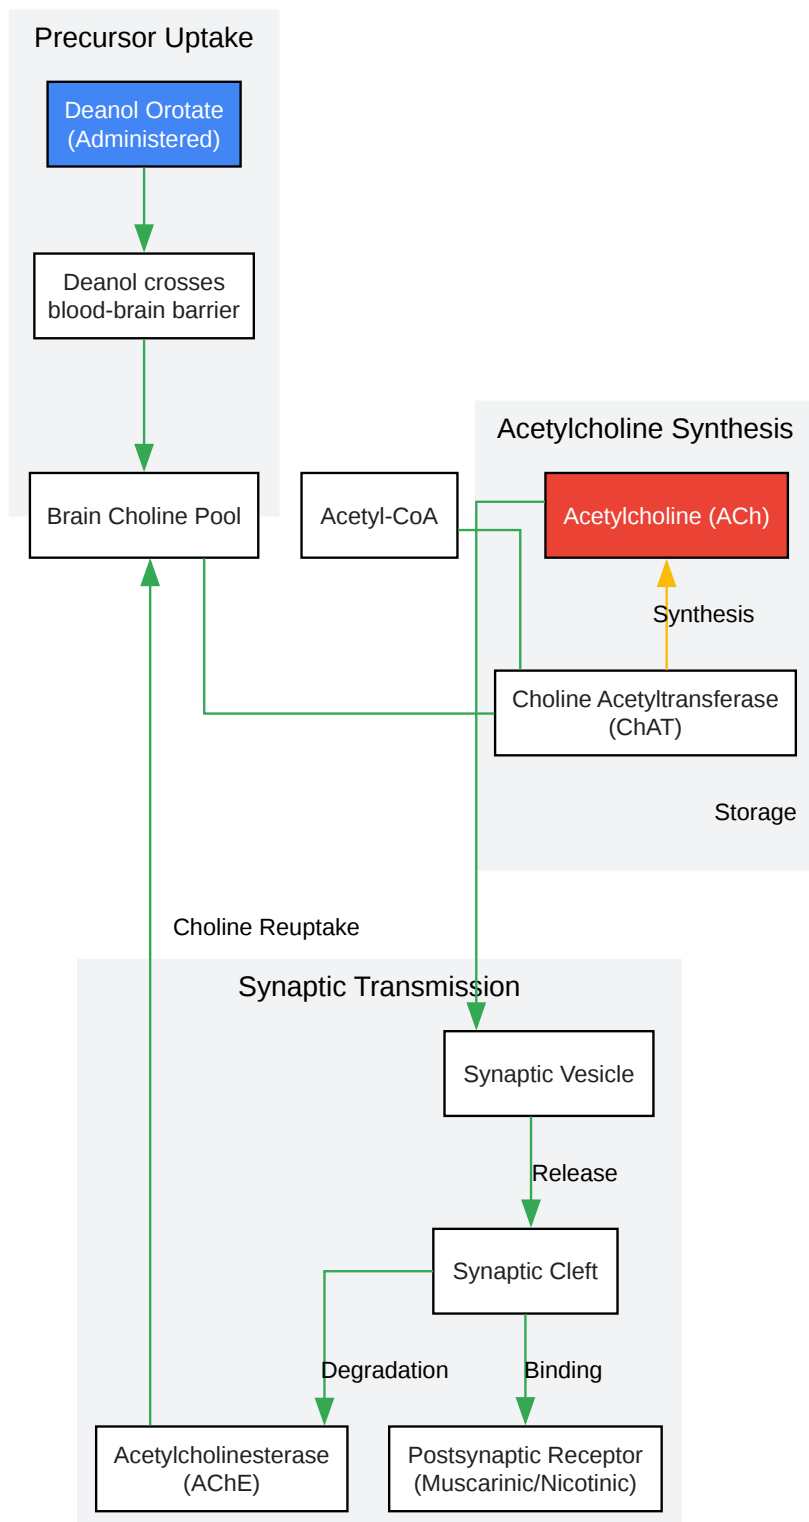 Precursor Uptake
Deanol Orotate
(Administered)
Deanol crosses
blood-brain barrier
Brain Choline Pool
Acetyl-CoA
Acetylcholine Synthesis
Acetylcholine (ACh)
Synthesis
Choline Acetyltransferase
(ChAT)
Storage
Choline Reuptake
Synaptic Transmission
Synaptic Vesicle
Release
Synaptic Cleft
Degradation
Binding
Acetylcholinesterase
(AChE)
Postsynaptic Receptor
(Muscarinic/Nicotinic)